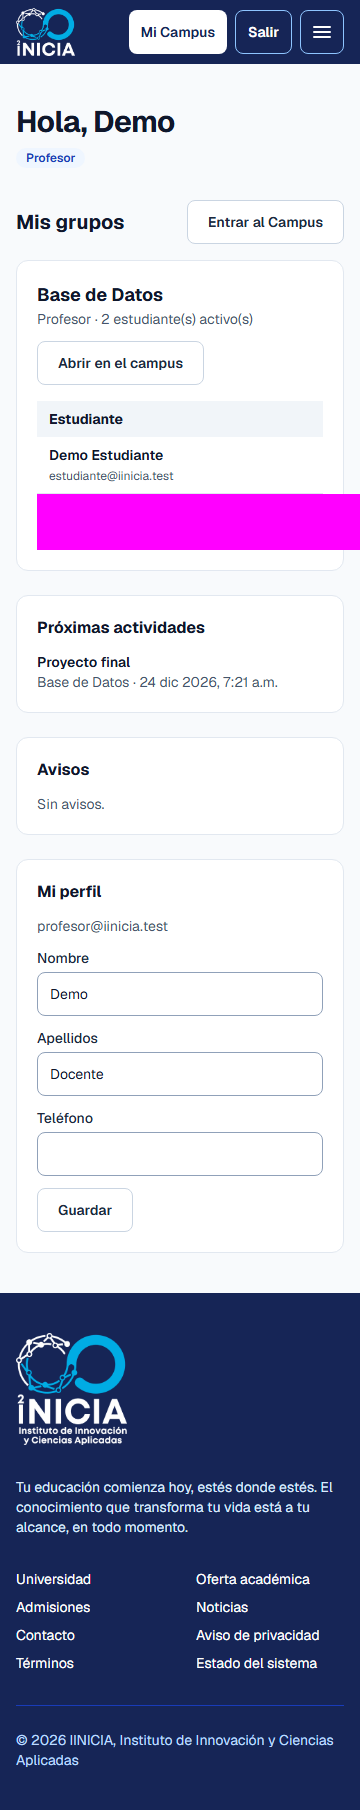 INICIA
Mi Campus
Salir
Hola, Demo
Profesor
Mis grupos
Entrar al Campus
Base de Datos
Profesor · 2 estudiante(s) activo(s)
Abrir en el campus
Estudiante
Demo Estudiante
estudiante@iinicia.test
Próximas actividades
Proyecto final
Base de Datos · 24 dic 2026, 7:21 a.m.
Avisos
Sin avisos.
Mi perfil
profesor@iinicia.test
Nombre
Demo
Apellidos
Docente
Teléfono
Guardar
2
INICIA
Instituto de Innovación
y Ciencias Aplicadas
Tu educación comienza hoy, estés donde estés. El
conocimiento que transforma tu vida está a tu
alcance, en todo momento.
Universidad
Oferta académica
Admisiones
Noticias
Contacto
Aviso de privacidad
Términos
Estado del sistema
© 2026 IINICIA, Instituto de Innovación y Ciencias
Aplicadas